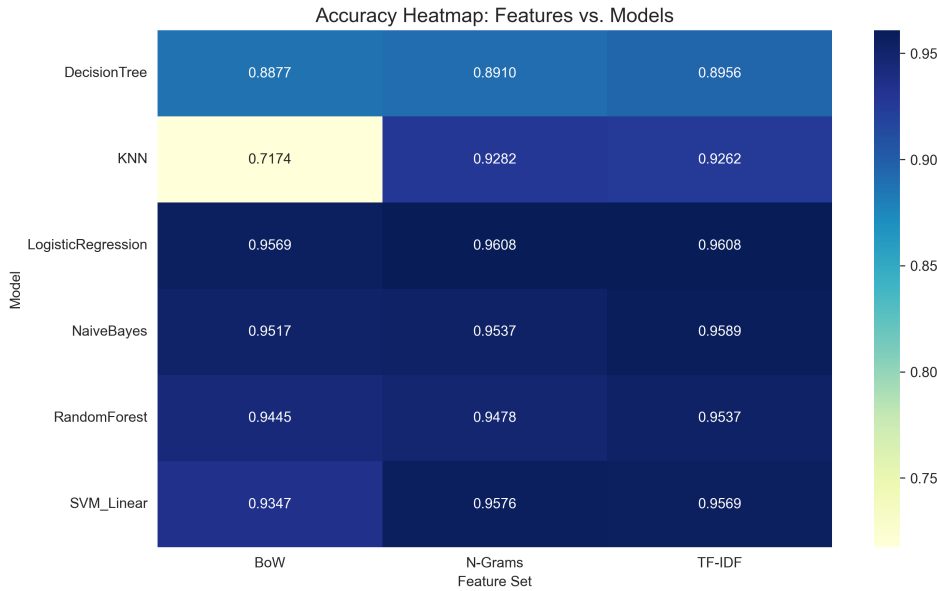 Accuracy Heatmap: Features vs. Models
DecisionTree 0.8877 0.8910 0.8956
KNN 0.7174 0.9282 0.9262
LogisticRegression 0.9569 0.9608 0.9608
NaiveBayes 0.9517 0.9537 0.9589
RandomForest 0.9445 0.9478 0.9537
SVM_Linear 0.9347 0.9576 0.9569
BoW N-Grams TF-IDF
Feature Set
Model
0.95
0.90
0.85
0.80
0.75